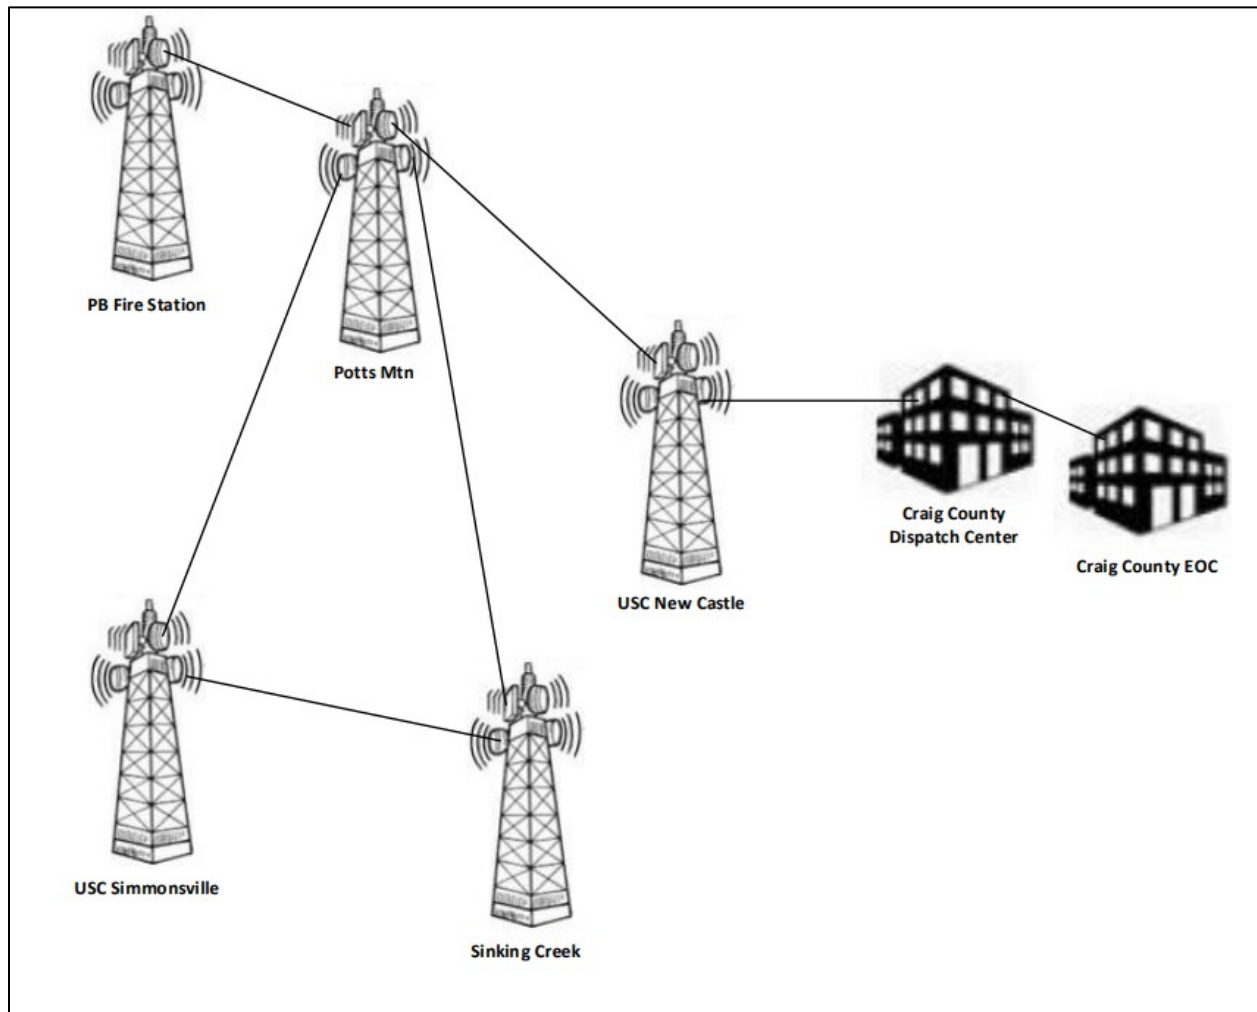 PB Fire Station
Potts Mtn
Craig County
Dispatch Center
Craig County EOC
USC New Castle
USC Simmonsville
Sinking Creek